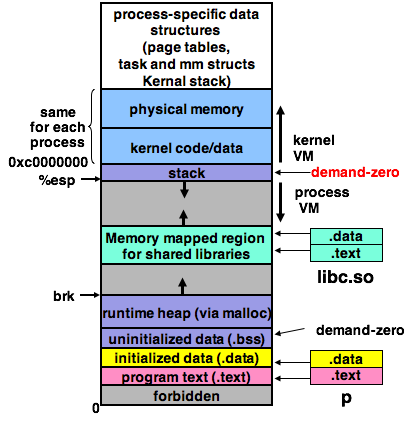 process-specific data
structures
(page tables,
task and mm structs
Kernal stack)
same
for each
process
physical memory
kernel code/data
kernel
VM
0xc0000000
%esp
stack
demand-zero
process
VM
Memory mapped region
for shared libraries
.data
.text
libc.so
brk
runtime heap (via malloc)
uninitialized data (.bss)
demand-zero
initialized data (.data)
.data
program text (.text)
.text
forbidden
p
0